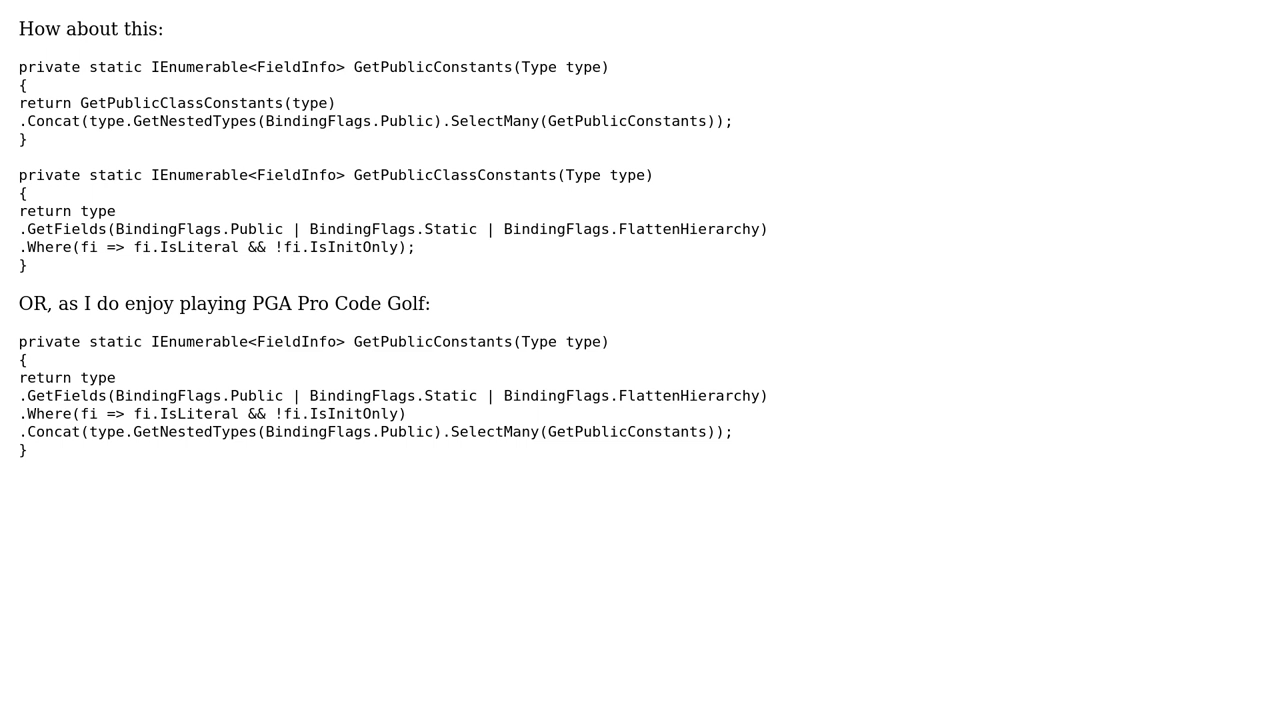 How about this:
private static IEnumerable<FieldInfo> GetPublicConstants(Type type)
{
return GetPublicClassConstants(type)
.Concat(type.GetNestedTypes(BindingFlags.Public).SelectMany(GetPublicConstants));
}
private static IEnumerable<FieldInfo> GetPublicClassConstants(Type type)
{
return type
.GetFields(BindingFlags.Public | BindingFlags.Static | BindingFlags.FlattenHierarchy)
.Where(fi => fi.IsLiteral && !fi.IsInitOnly);
}
OR, as I do enjoy playing PGA Pro Code Golf:
private static IEnumerable<FieldInfo> GetPublicConstants(Type type)
{
return type
.GetFields(BindingFlags.Public | BindingFlags.Static | BindingFlags.FlattenHierarchy)
.Where(fi => fi.IsLiteral && !fi.IsInitOnly)
.Concat(type.GetNestedTypes(BindingFlags.Public).SelectMany(GetPublicConstants));
}